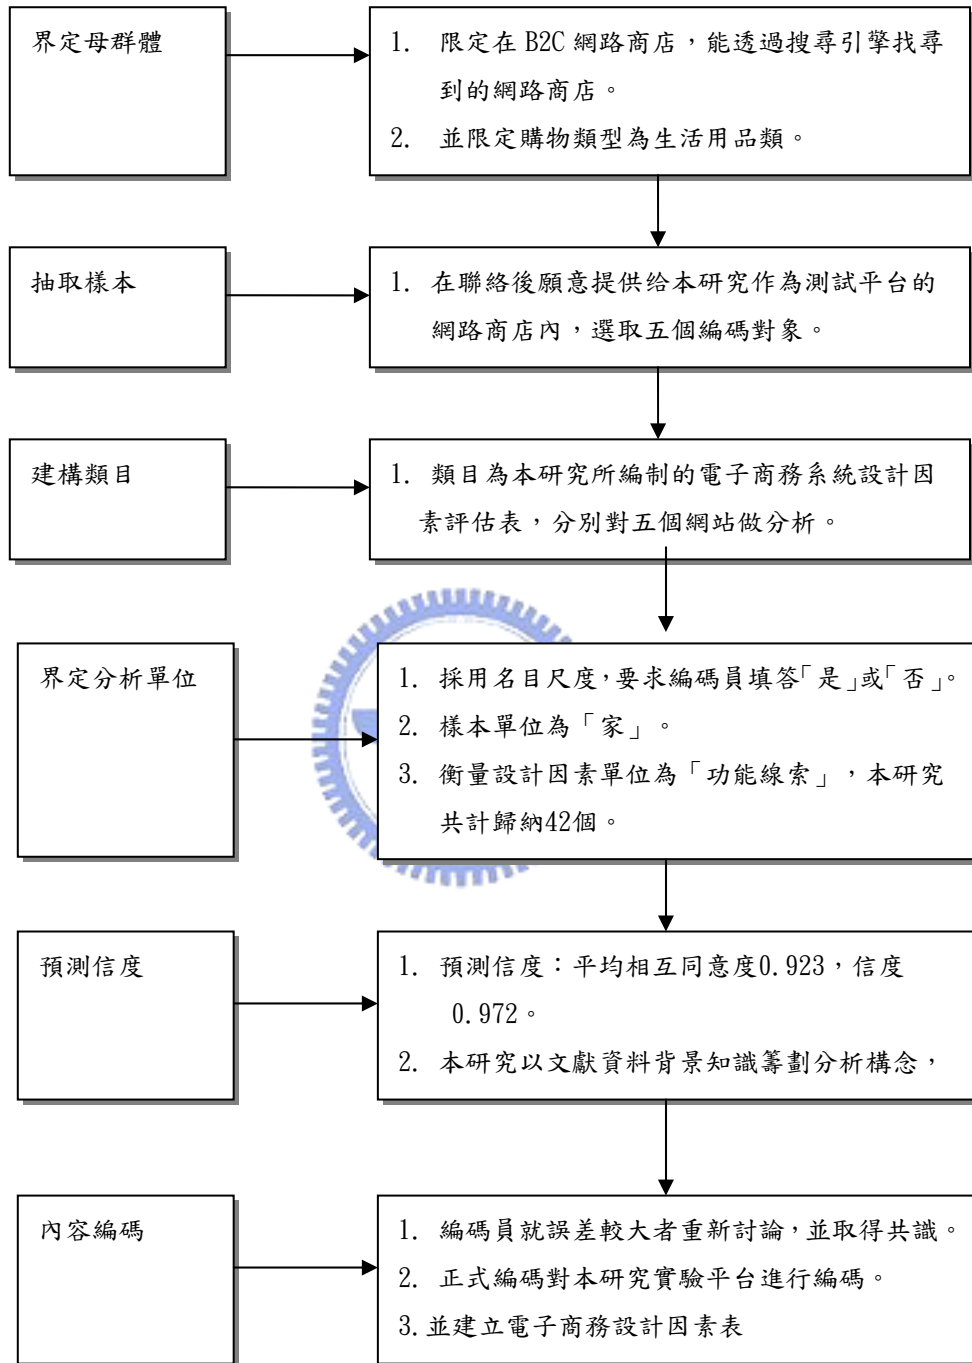 界定母群體
1. 限定在 B2C 網路商店，能透過搜尋引擎找尋
到的網路商店。
2. 並限定購物類型為生活用品類。
抽取樣本
1. 在聯絡後願意提供给本研究作為測試平台的
網路商店內，選取五個編碼對象。
建構類目
1. 類目為本研究所編制的電子商務系統設計因
素評估表，分別對五個網站做分析。
界定分析單位
1. 採用名目尺度，要求編碼員填答「是」或「否」。
2. 樣本單位為「家」。
3. 衡量設計因素單位為「功能線索」，本研究
共計歸納42個。
預測信度
1. 預測信度：平均相互同意度0.923，信度
0.972。
2. 本研究以文獻資料背景知識籌劃分析構念，
內容編碼
1. 編碼員就誤差較大者重新討論，並取得共識。
2. 正式編碼對本研究實驗平台進行編碼。
3.並建立電子商務設計因素表